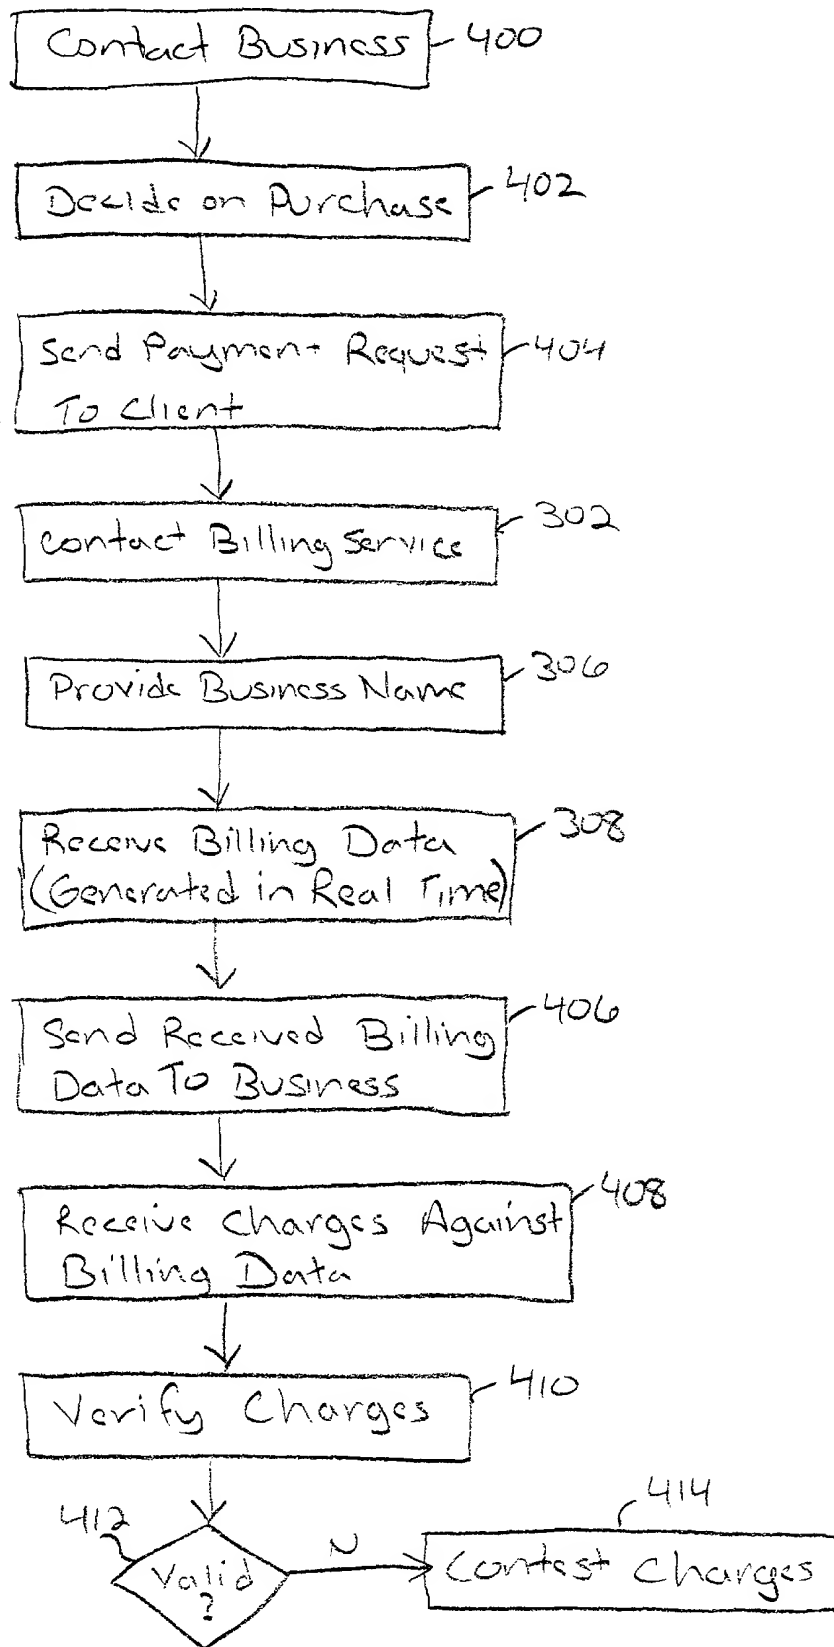 Contact Business 400
Decide on Purchase 402
Send Payment Request 404
To Client
Contact Billing Service 302
Provide Business Name 306
Receive Billing Data 308
(Generated in Real Time)
Send Received Billing 406
Data To Business
Receive Charges Against 408
Billing Data
Verify Charges 410
412
Valid
?
N
414
Contest Charges